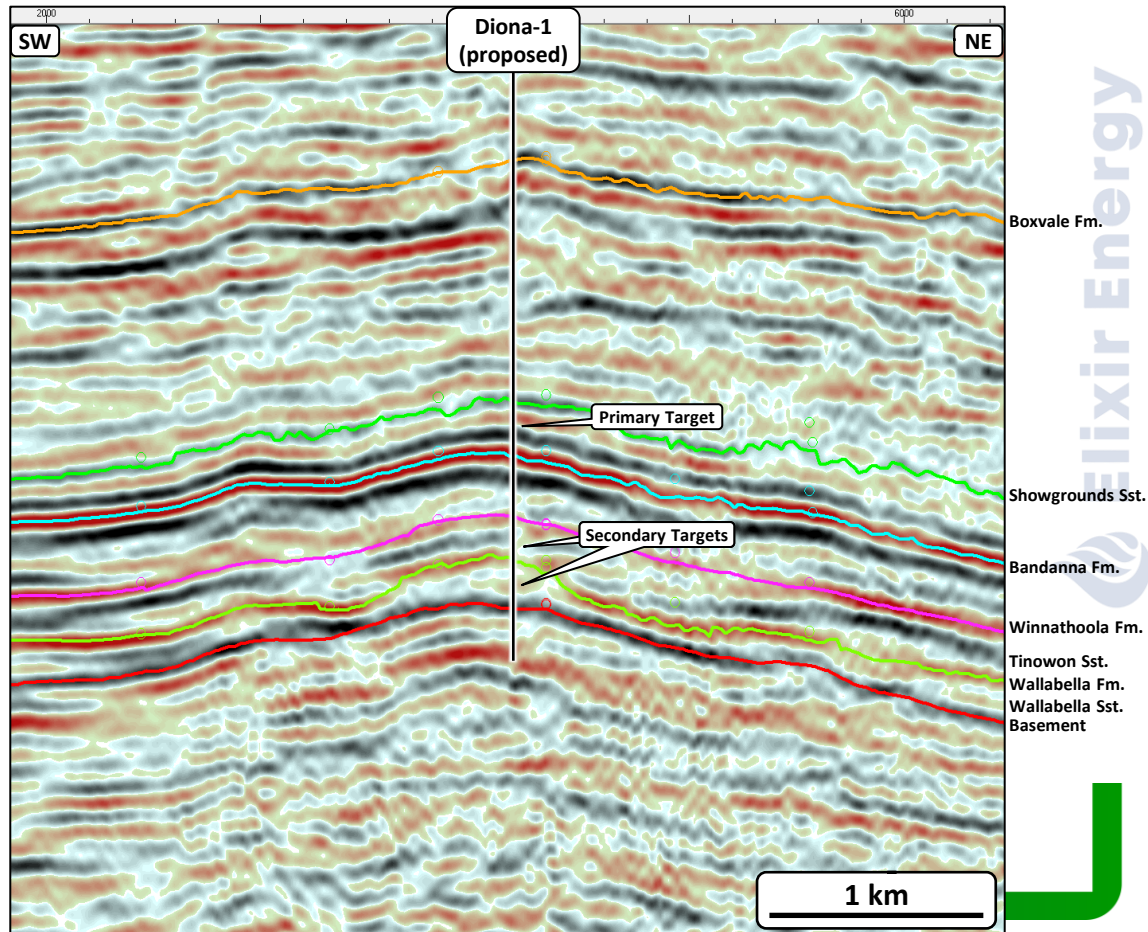 2000
6000
SW
Diona-1
(proposed)
NE
Boxvale Fm.
Primary Target
Showgrounds Sst.
Secondary Targets
Bandanna Fm.
Winnathoola Fm.
Tinowon Sst.
Wallabella Fm.
Wallabella Sst.
Basement
1 km
Elixir Energy